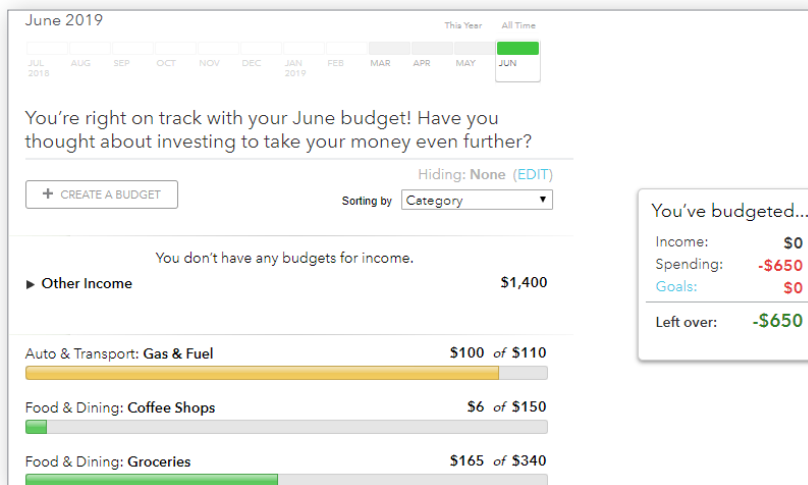 June 2019
This Year All Time
JUL AUG SEP OCT NOV DEC JAN FEB MAR APR MAY JUN
2018 2019
You're right on track with your June budget! Have you
thought about investing to take your money even further?
Hiding: None (EDIT)
+ CREATE A BUDGET
Sorting by Category
You don't have any budgets for income.
Other Income $1,400
Auto & Transport: Gas & Fuel $100 of $110
Food & Dining: Coffee Shops $6 of $150
Food & Dining: Groceries $165 of $340
You've budgeted...
Income: $0
Spending: -$650
Goals: $0
Left over: -$650